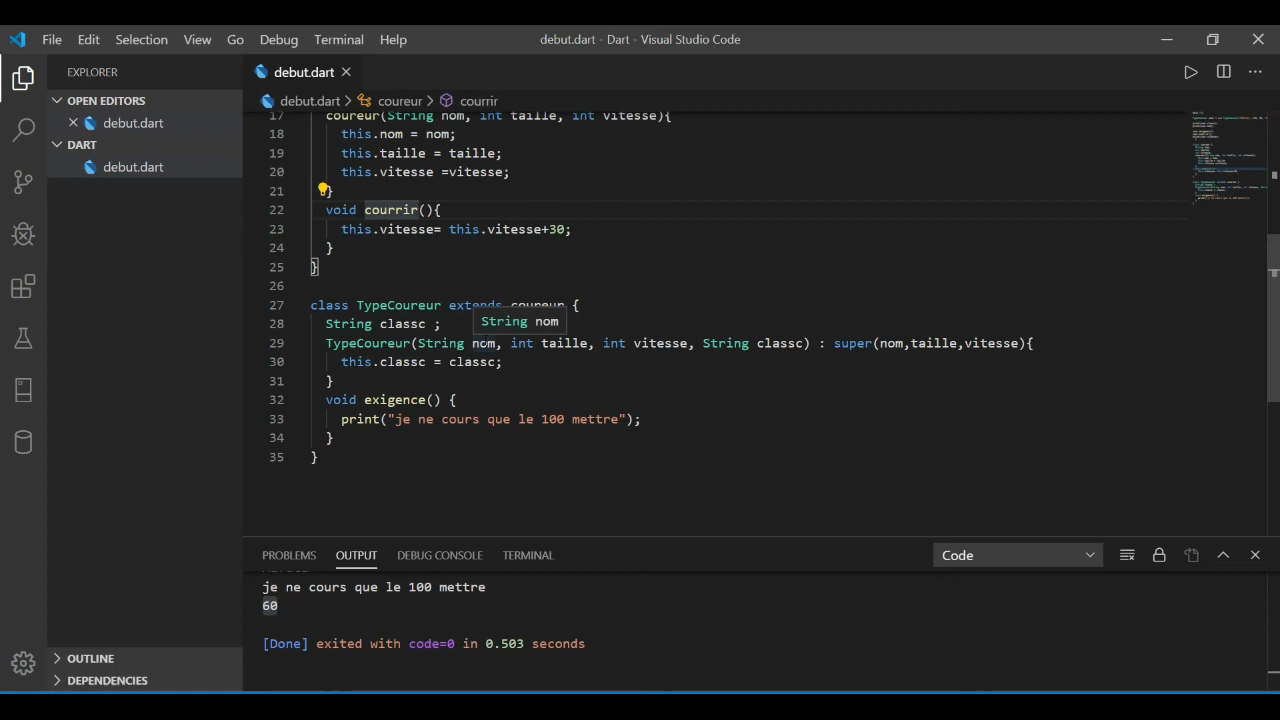 File Edit Selection View Go Debug Terminal Help debut.dart - Dart - Visual Studio Code
EXPLORER
OPEN EDITORS
debut.dart
DART
debut.dart
OUTLINE
DEPENDENCIES
debut.dart
debut.dart > coureur > courrir
17 coureur(String nom, int taille, int vitesse){
18 this.nom = nom;
19 this.taille = taille;
20 this.vitesse =vitesse;
21 }
22 void courrir(){
23 this.vitesse= this.vitesse+30;
24 }
25 }
26
27 class TypeCoureur extends coureur {
String nom
28 String classc ;
29 TypeCoureur(String nom, int taille, int vitesse, String classc) : super(nom,taille,vitesse){
30 this.classc = classc;
31 }
32 void exigence() {
33 print("je ne cours que le 100 mettre");
34 }
35 }
PROBLEMS OUTPUT DEBUG CONSOLE TERMINAL Code
je ne cours que le 100 mettre
60
[Done] exited with code=0 in 0.503 seconds